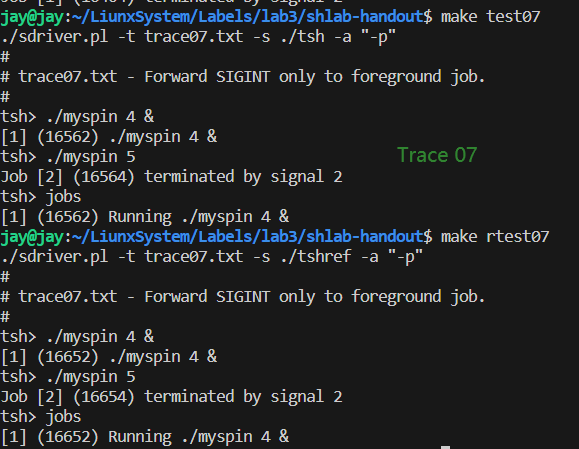 Job [1] (16464) terminated by signal 2
jay@jay:~/LiunxSystem/Labels/lab3/shlab-handout$ make test07
./sdriver.pl -t trace07.txt -s ./tsh -a "-p"
#
# trace07.txt - Forward SIGINT only to foreground job.
#
tsh> ./myspin 4 &
[1] (16562) ./myspin 4 &
tsh> ./myspin 5
Trace 07
Job [2] (16564) terminated by signal 2
tsh> jobs
[1] (16562) Running ./myspin 4 &
jay@jay:~/LiunxSystem/Labels/lab3/shlab-handout$ make rtest07
./sdriver.pl -t trace07.txt -s ./tshref -a "-p"
#
# trace07.txt - Forward SIGINT only to foreground job.
#
tsh> ./myspin 4 &
[1] (16652) ./myspin 4 &
tsh> ./myspin 5
Job [2] (16654) terminated by signal 2
tsh> jobs
[1] (16652) Running ./myspin 4 &